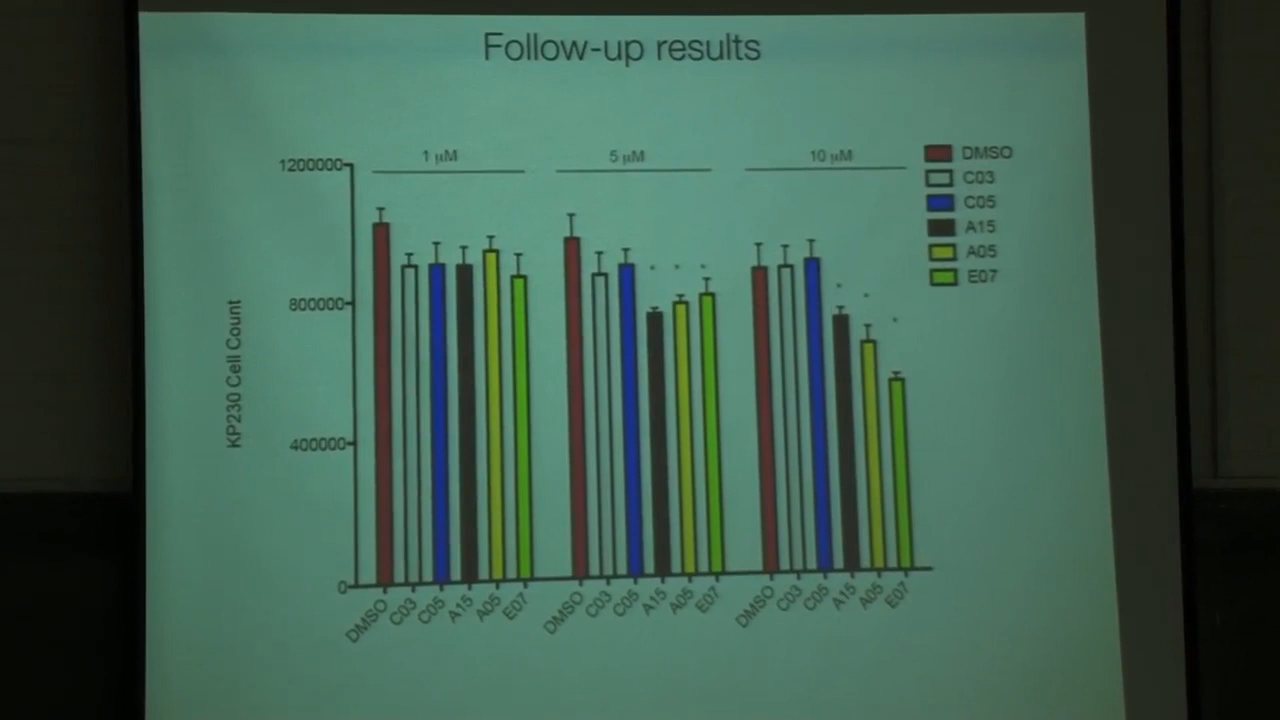 Follow-up results
1 µM 5 µM 10 µM
1200000
800000
400000
0
KP230 Cell Count
DMSO C03 C05 A15 A05 E07 DMSO C03 C05 A15 A05 E07 DMSO C03 C05 A15 A05 E07
DMSO
C03
C05
A15
A05
E07